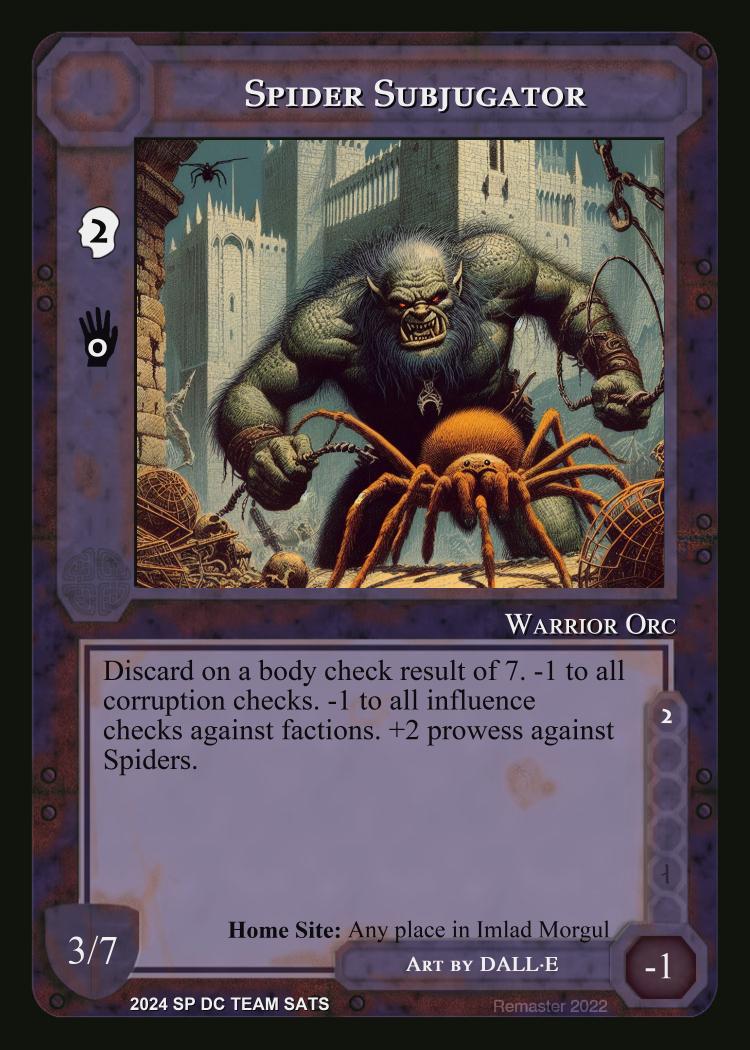 Spider Subjugator
2
0
Warrior Orc
Discard on a body check result of 7. -1 to all
corruption checks. -1 to all influence
checks against factions. +2 prowess against
Spiders.
2
Home Site: Any place in Imlad Morgul
3/7
Art by DALL·E
-1
2024 SP DC TEAM SATS
Remaster 2022